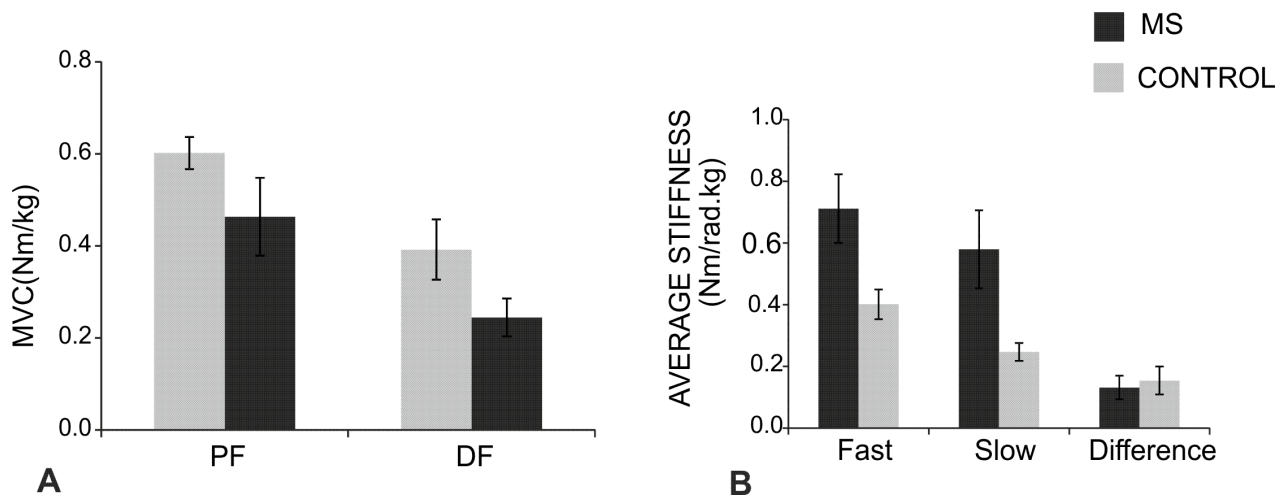 MS
CONTROL
MVC(Nm/kg)
0.8
0.6
0.4
0.2
0.0
PF
DF
A
AVERAGE STIFFNESS
(Nm/rad.kg)
1.0
0.8
0.6
0.4
0.2
0.0
Fast
Slow
Difference
B